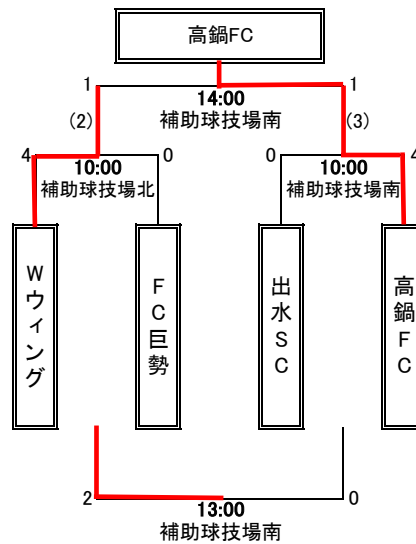 高鍋FC
1 1
14:00
(2) 補助球技場南 (3)
4 0 0 4
10:00 10:00
補助球技場北 補助球技場南
Wウィング
FC巨勢
出水SC
高鍋FC
2 0
13:00
補助球技場南